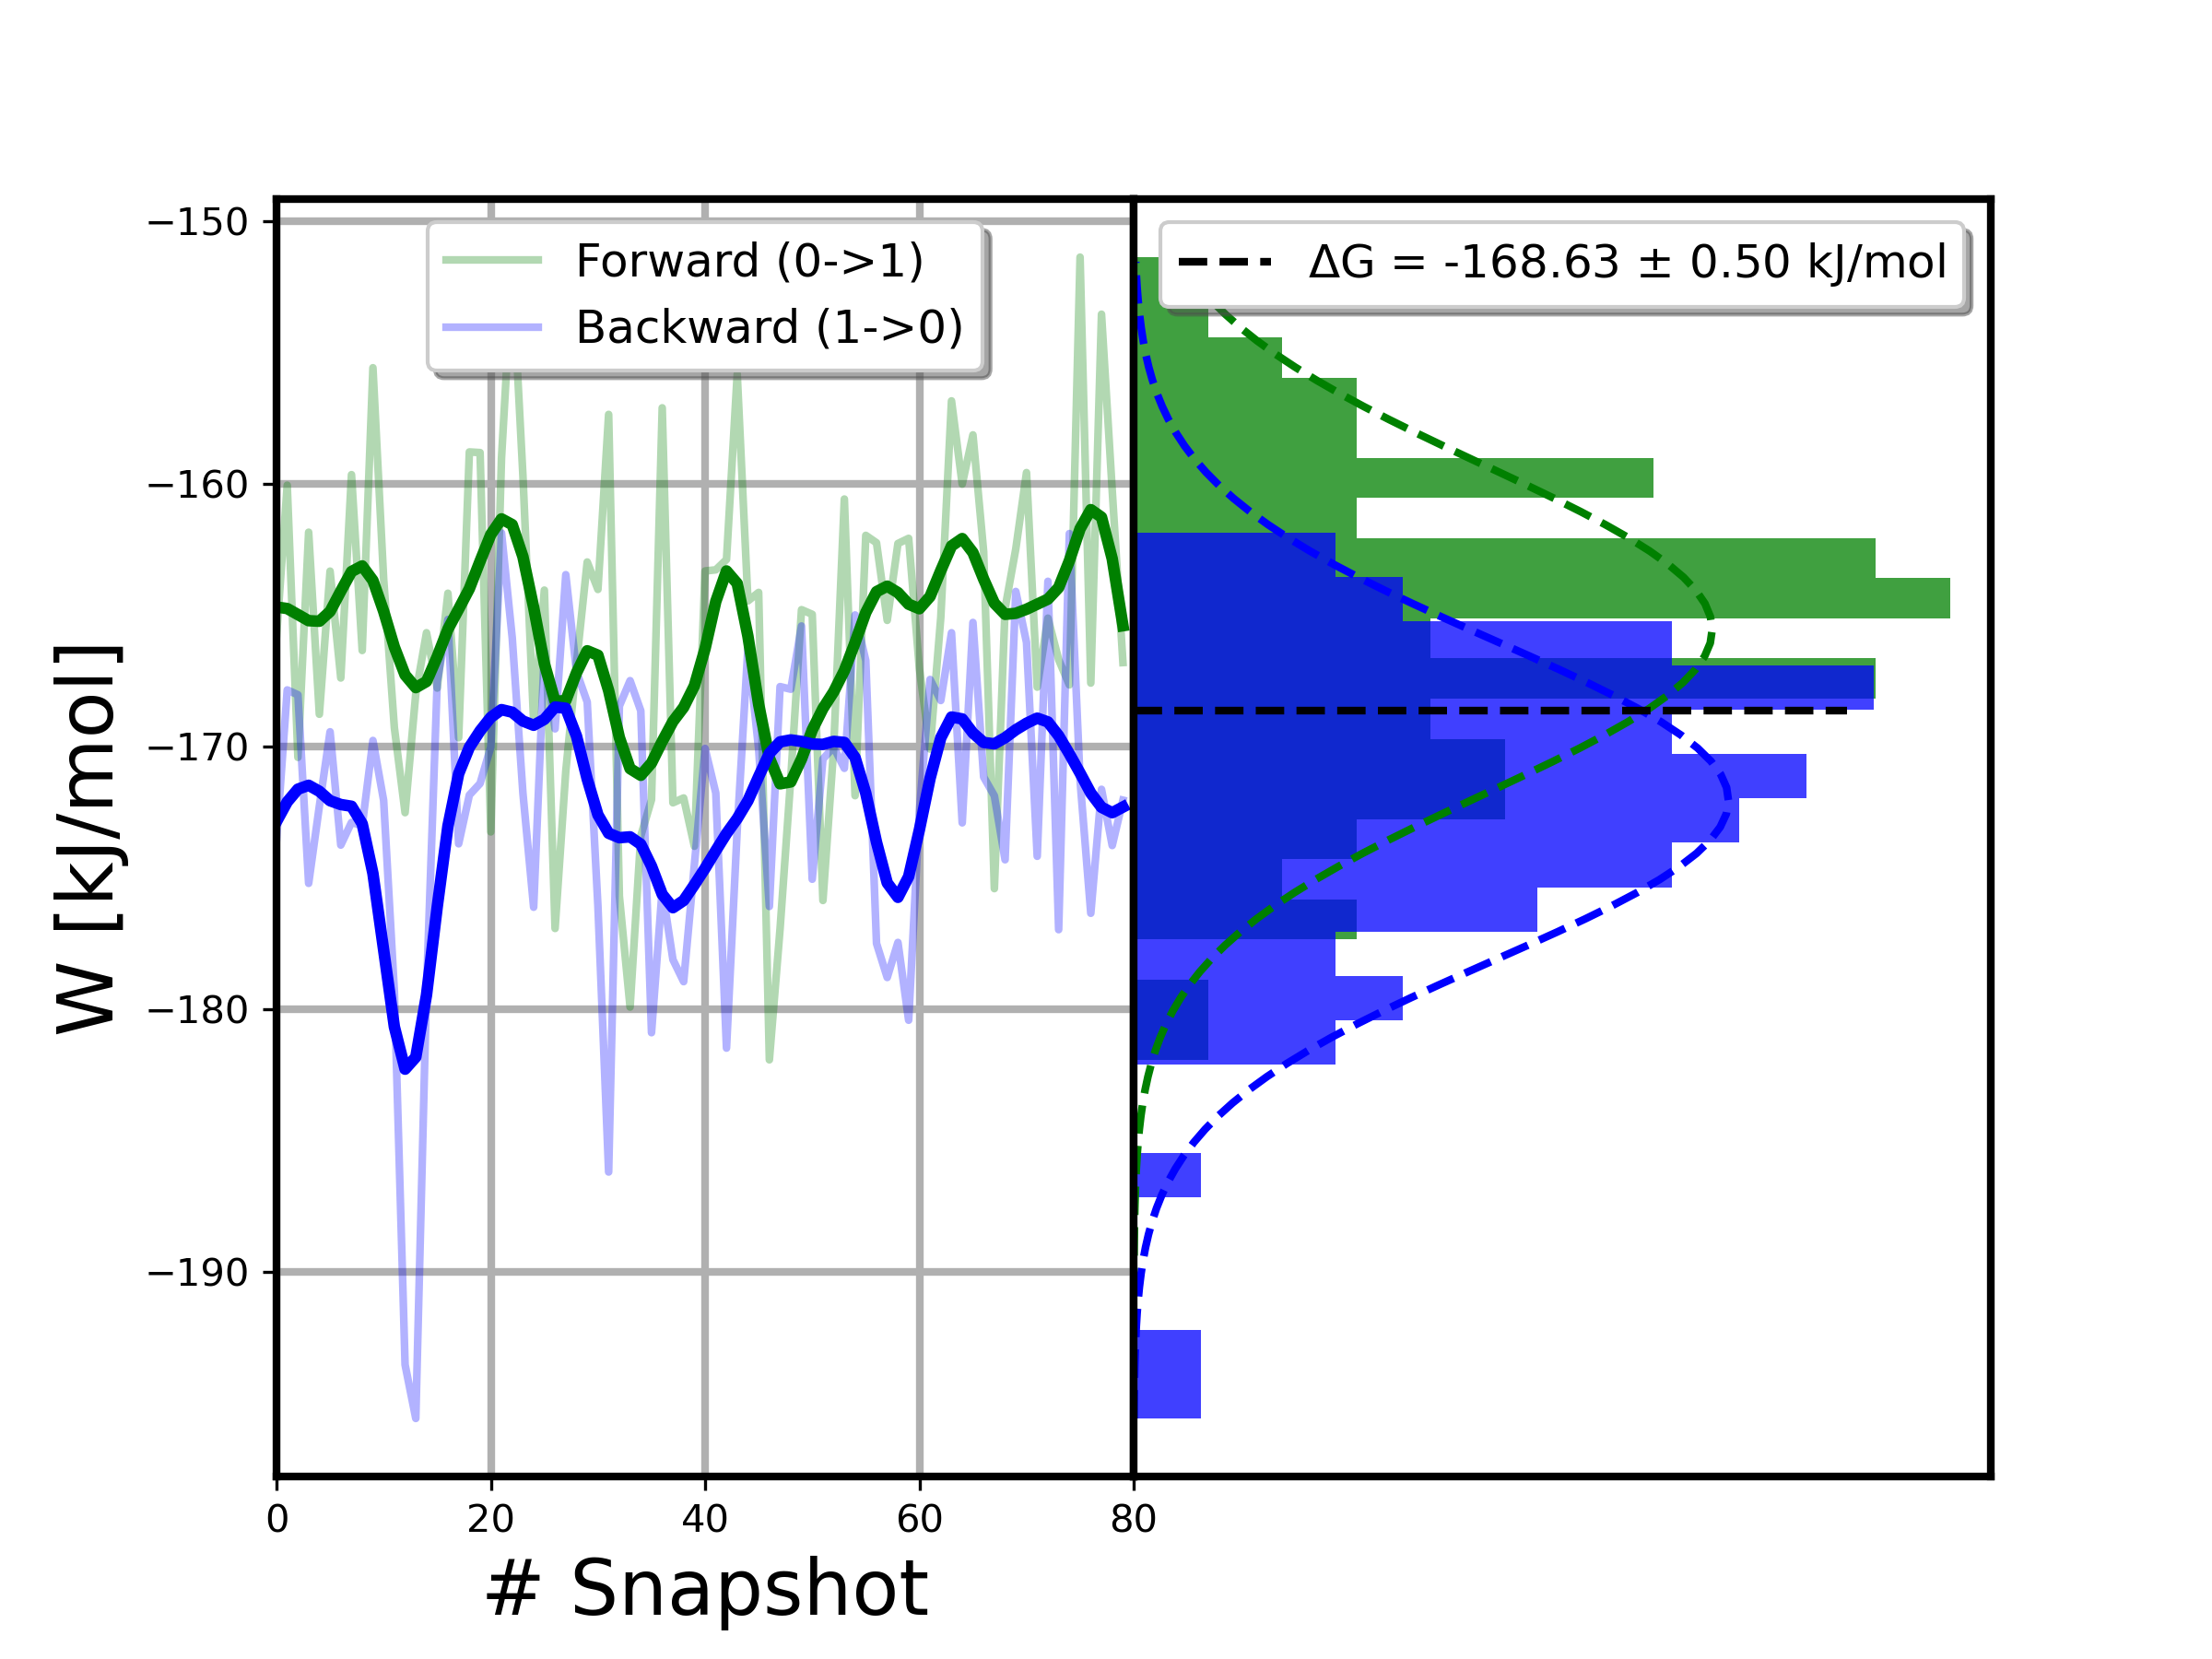 Forward (0->1)
Backward (1->0)
ΔG = -168.63 ± 0.50 kJ/mol
W [kJ/mol]
−150
−160
−170
−180
−190
0 20 40 60 80
# Snapshot